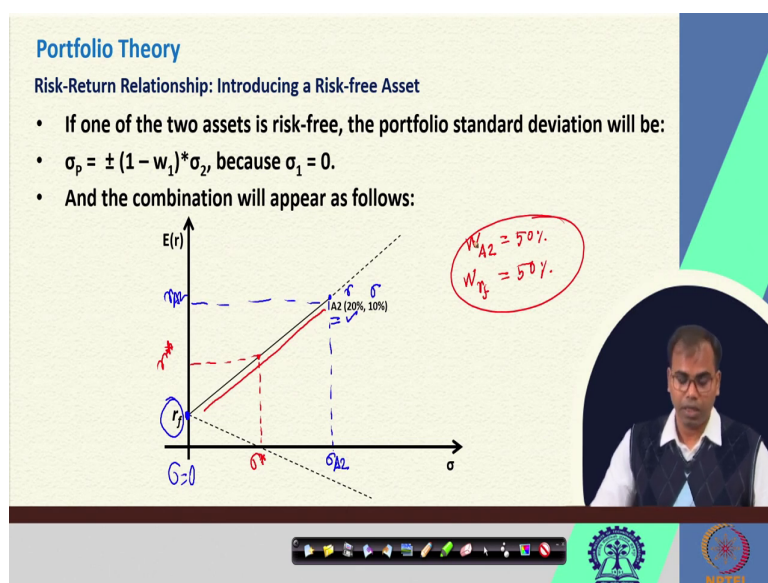 Portfolio Theory
Risk-Return Relationship: Introducing a Risk-free Asset
• If one of the two assets is risk-free, the portfolio standard deviation will be:
• σP = ± (1 – w1)*σ2, because σ1 = 0.
• And the combination will appear as follows:
E(r)
WA2 = 50%
Wrf = 50%.
rA2
r σ
A2 (20%, 10%)
r*
rf
σ=0
σ*
σA2
σ
NPTEL